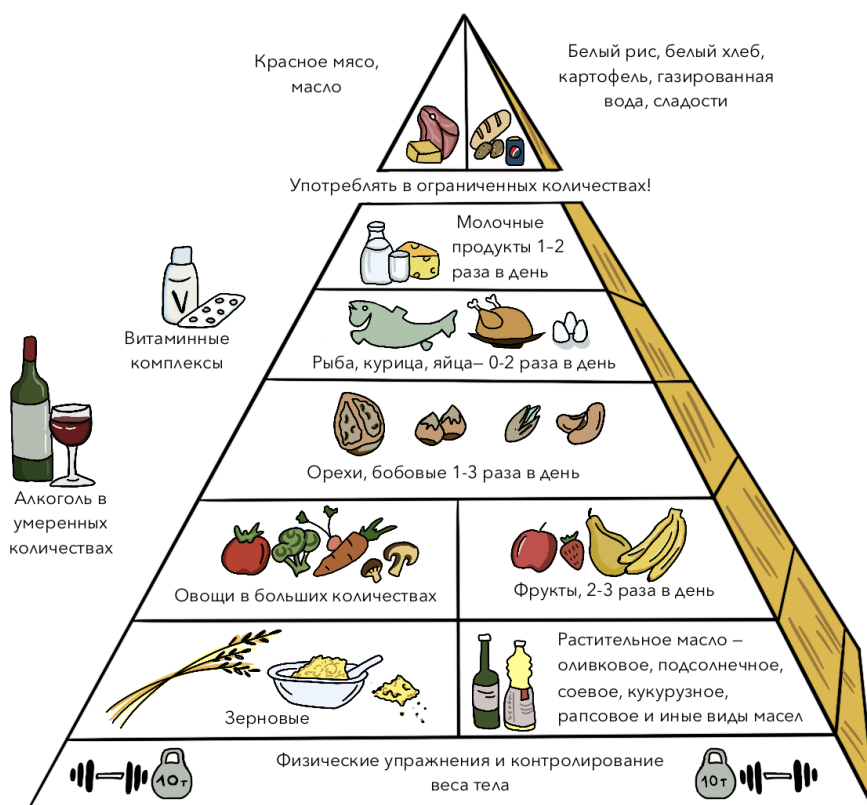 Красное мясо,
масло
Белый рис, белый хлеб,
картофель, газированная
вода, сладости
Употреблять в ограниченных количествах!
Молочные
продукты 1–2
раза в день
V
Витаминные
комплексы
Рыба, курица, яйца– 0-2 раза в день
Алкоголь в
умеренных
количествах
Орехи, бобовые 1-3 раза в день
Овощи в больших количествах
Фрукты, 2-3 раза в день
Зерновые
Растительное масло –
оливковое, подсолнечное,
соевое, кукурузное,
рапсовое и иные виды масел
Физические упражнения и контролирование
веса тела
10 т
10 т